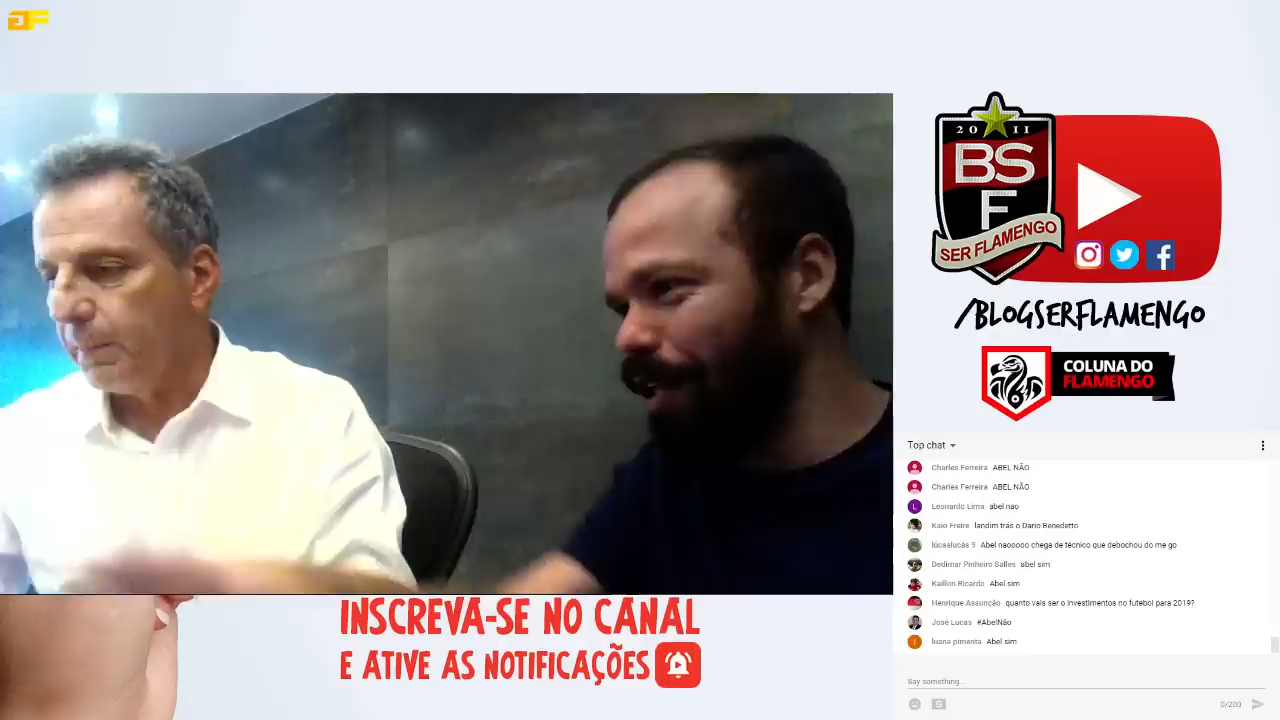 GF
20 11
BS
F
SER FLAMENGO
/BLOGSERFLAMENGO
COLUNA DO
FLAMENGO
Top chat
Charles Ferreira ABEL NÃO
Charles Ferreira ABEL NÃO
Leonardo Lima abel nao
Kaio Freire landim trás o Dario Benedetto
lúcaslucás 9 Abel naooooo chega de técnico que debochou do me go
Dedimar Pinheiro Salles abel sim
Kaillon Ricardo Abel sim
Henrique Assunção quanto vais ser o investimentos no futebol para 2019?
José Lucas #AbelNão
luana pimenta Abel sim
Say something...
0/200
INSCREVA-SE NO CANAL
E ATIVE AS NOTIFICAÇÕES